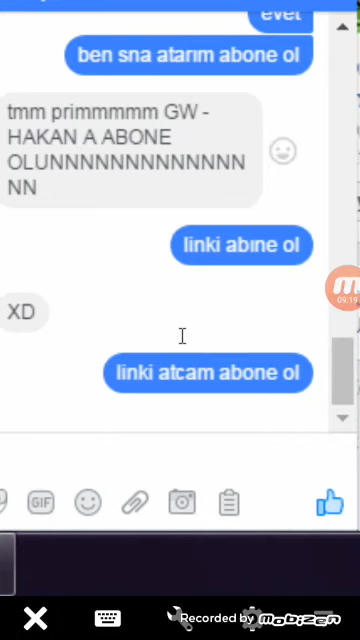 evet
ben sna atarım abone ol
tmm primmmmm GW -
HAKAN A ABONE
OLUNNNNNNNNNNNNN
NN
linki abıne ol
XD
linki atcam abone ol
GIF
09:19
Recorded by mobizen